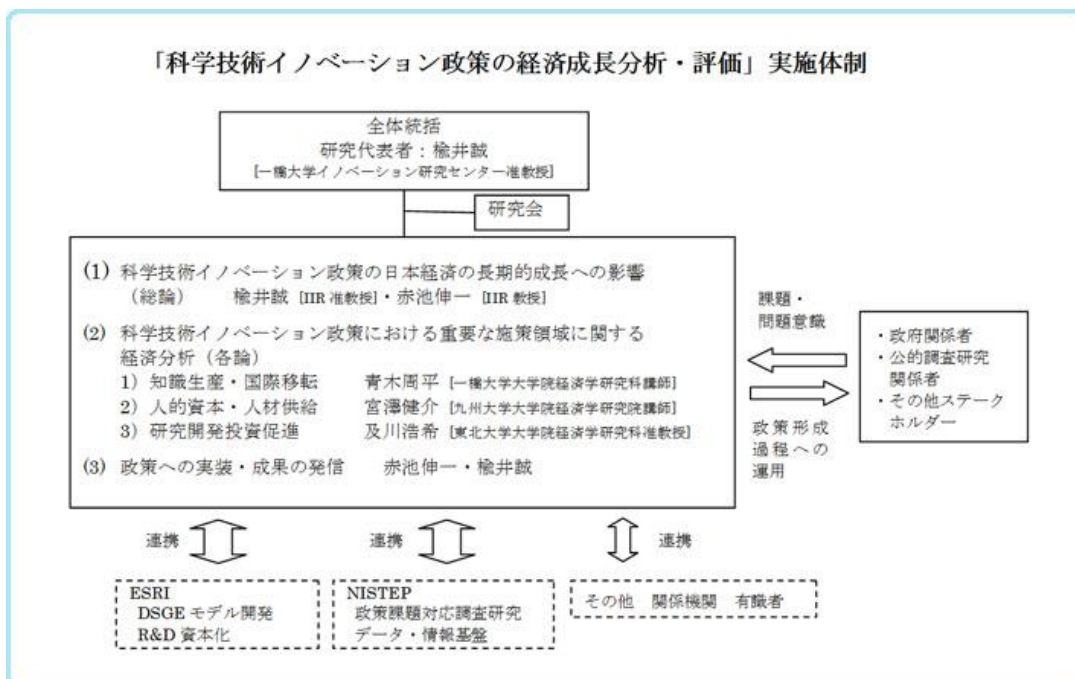 「科学技術イノベーション政策の経済成長分析・評価」実施体制
全体統括
研究代表者：楡井誠
[一橋大学イノベーション研究センター准教授]
研究会
(1) 科学技術イノベーション政策の日本経済の長期的成長への影響
（総論） 楡井誠 [IIR 准教授]・赤池伸一 [IIR 教授]
(2) 科学技術イノベーション政策における重要な施策領域に関する
経済分析（各論）
1）知識生産・国際移転 青木周平 [一橋大学大学院経済学研究科講師]
2）人的資本・人材供給 宮澤健介 [九州大学大学院経済学研究院講師]
3）研究開発投資促進 及川浩希 [東北大学大学院経済学研究科准教授]
(3) 政策への実装・成果の発信 赤池伸一・楡井誠
課題・
問題意識
政策形成
過程への
運用
・政府関係者
・公的調査研究
関係者
・その他ステーク
ホルダー
連携
連携
連携
ESRI
DSGE モデル開発
R&D 資本化
NISTEP
政策課題対応調査研究
データ・情報基盤
その他 関係機関 有識者